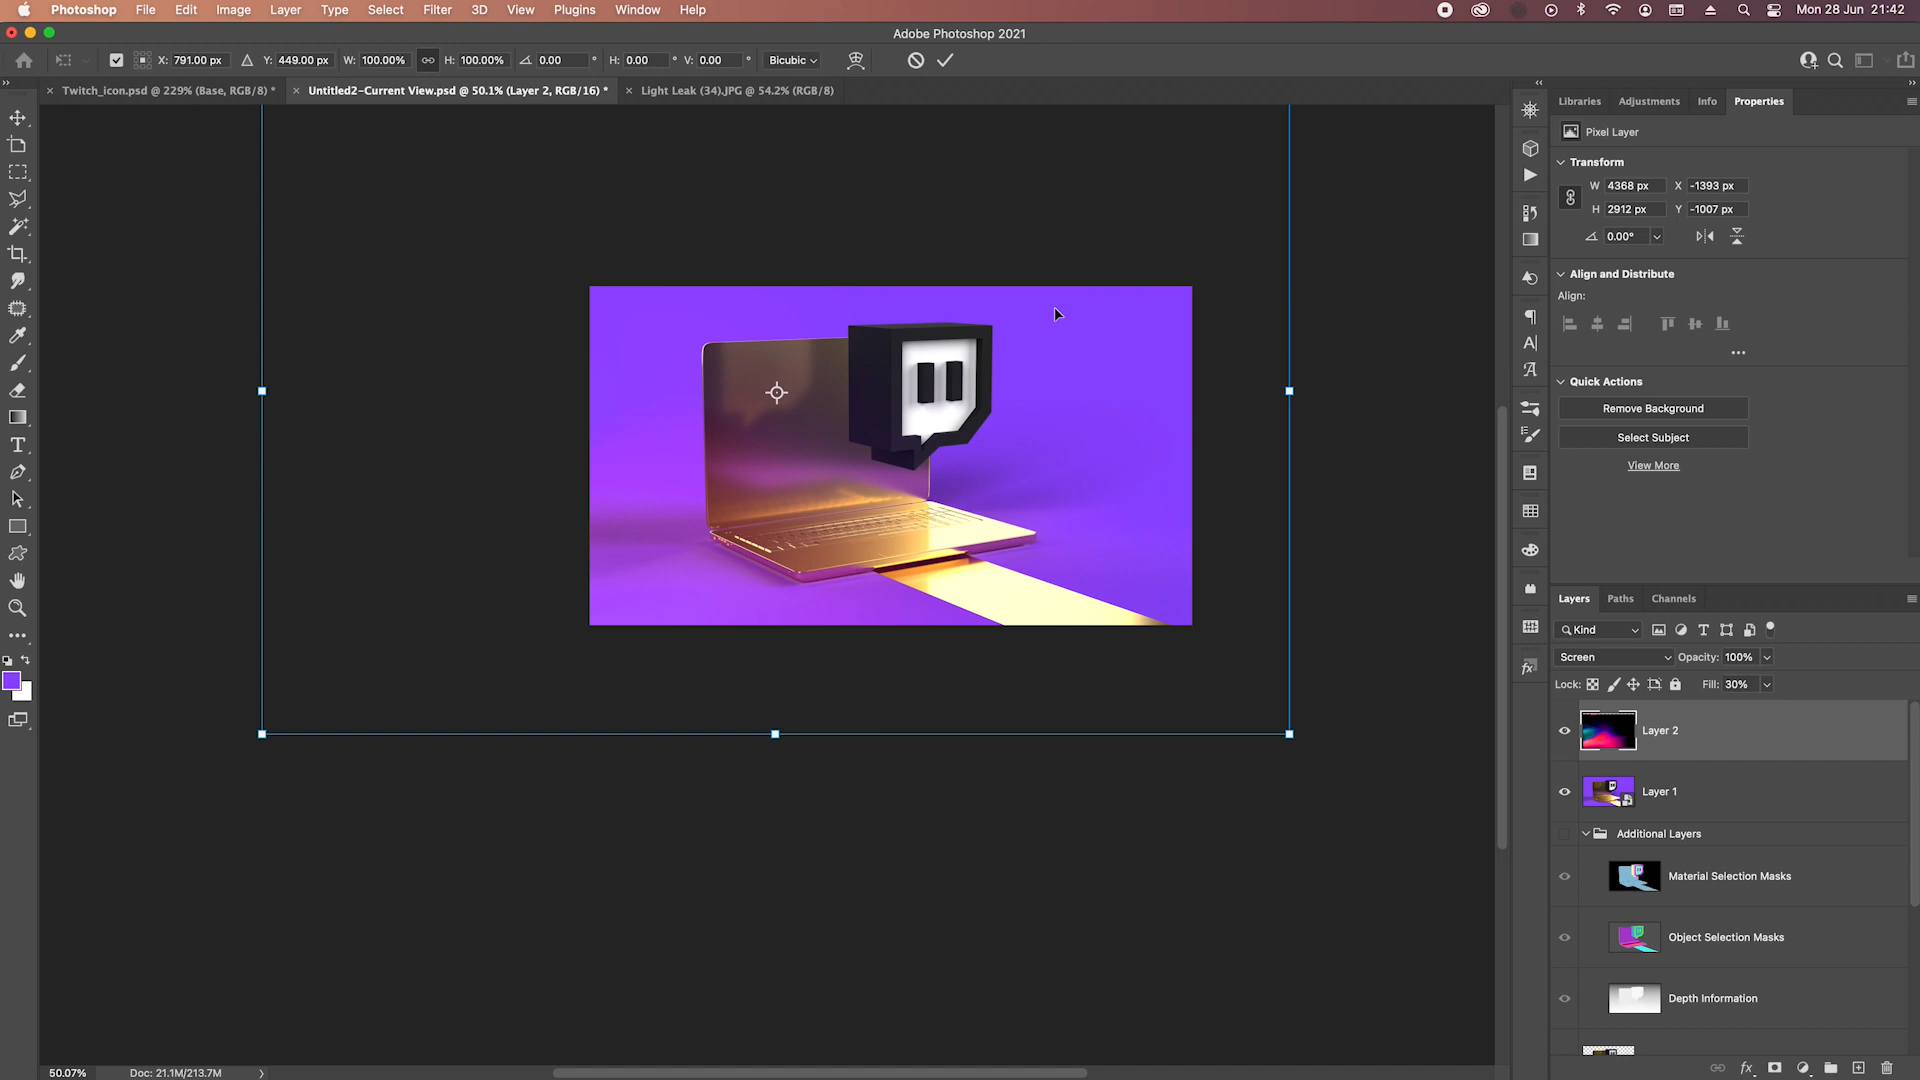 Photoshop File Edit Image Layer Type Select Filter 3D View Plugins Window Help Mon 28 Jun 21:42
Adobe Photoshop 2021
X: 791.00 px Y: 449.00 px W: 100.00% H: 100.00% 0.00 ° H: 0.00 ° V: 0.00 ° Bicubic
Twitch_icon.psd @ 229% (Base, RGB/8) * Untitled2-Current View.psd @ 50.1% (Layer 2, RGB/16) * Light Leak (34).JPG @ 54.2% (RGB/8)
Libraries Adjustments Info Properties
Pixel Layer
Transform
W 4368 px X -1393 px
H 2912 px Y -1007 px
0.00°
Align and Distribute
Align:
Quick Actions
Remove Background
Select Subject
View More
Layers Paths Channels
Kind
Screen Opacity: 100%
Lock: Fill: 30%
Layer 2
Layer 1
Additional Layers
Material Selection Masks
Object Selection Masks
Depth Information
50.07% Doc: 21.1M/213.7M